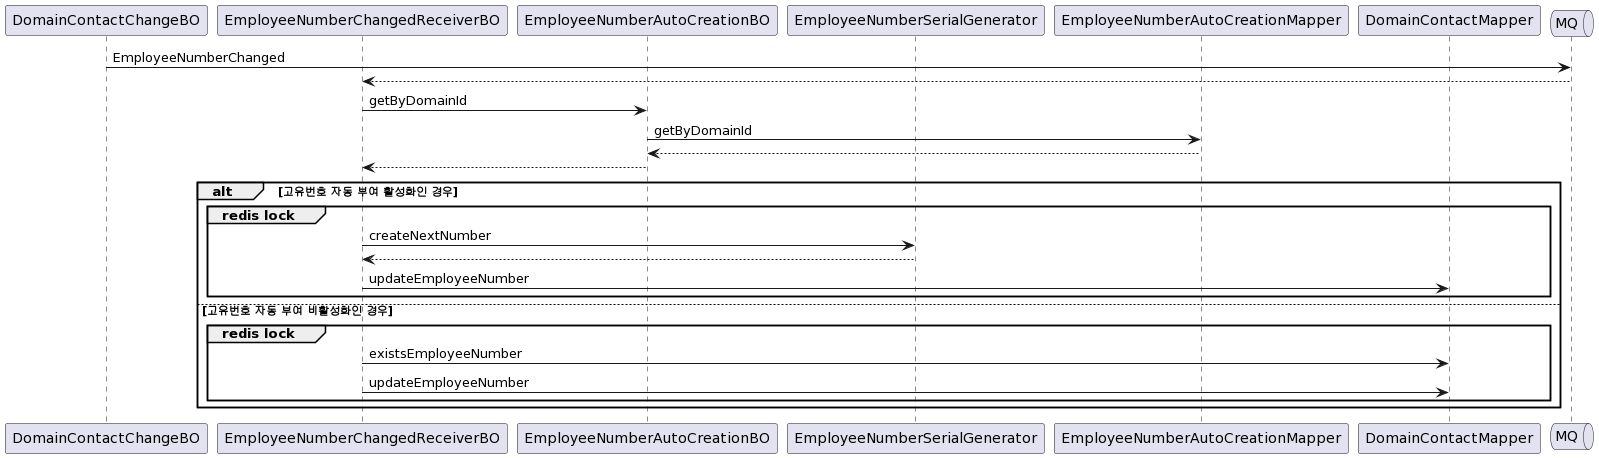 DomainContactChangeBO EmployeeNumberChangedReceiverBO EmployeeNumberAutoCreationBO EmployeeNumberSerialGenerator EmployeeNumberAutoCreationMapper DomainContactMapper MQ
EmployeeNumberChanged
getByDomainId
getByDomainId
alt [고유번호 자동 부여 활성화인 경우]
redis lock
createNextNumber
updateEmployeeNumber
[고유번호 자동 부여 비활성화인 경우]
redis lock
existsEmployeeNumber
updateEmployeeNumber
DomainContactChangeBO EmployeeNumberChangedReceiverBO EmployeeNumberAutoCreationBO EmployeeNumberSerialGenerator EmployeeNumberAutoCreationMapper DomainContactMapper MQ